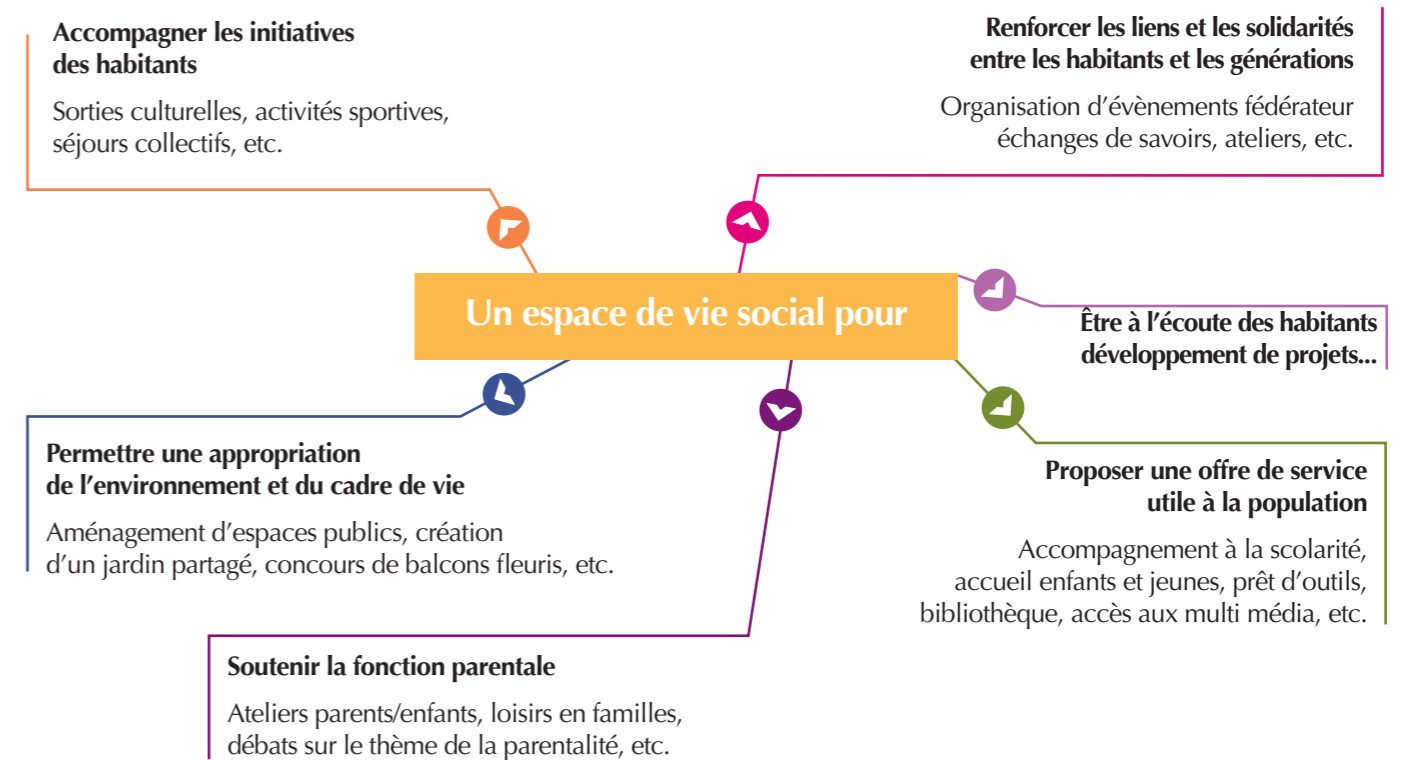 Accompagner les initiatives
des habitants
Sorties culturelles, activités sportives,
séjours collectifs, etc.
Renforcer les liens et les solidarités
entre les habitants et les générations
Organisation d'évènements fédérateur
échanges de savoirs, ateliers, etc.
Un espace de vie social pour
Être à l'écoute des habitants
développement de projets...
Permettre une appropriation
de l'environnement et du cadre de vie
Aménagement d'espaces publics, création
d'un jardin partagé, concours de balcons fleuris, etc.
Proposer une offre de service
utile à la population
Accompagnement à la scolarité,
accueil enfants et jeunes, prêt d'outils,
bibliothèque, accès aux multi média, etc.
Soutenir la fonction parentale
Ateliers parents/enfants, loisirs en familles,
débats sur le thème de la parentalité, etc.